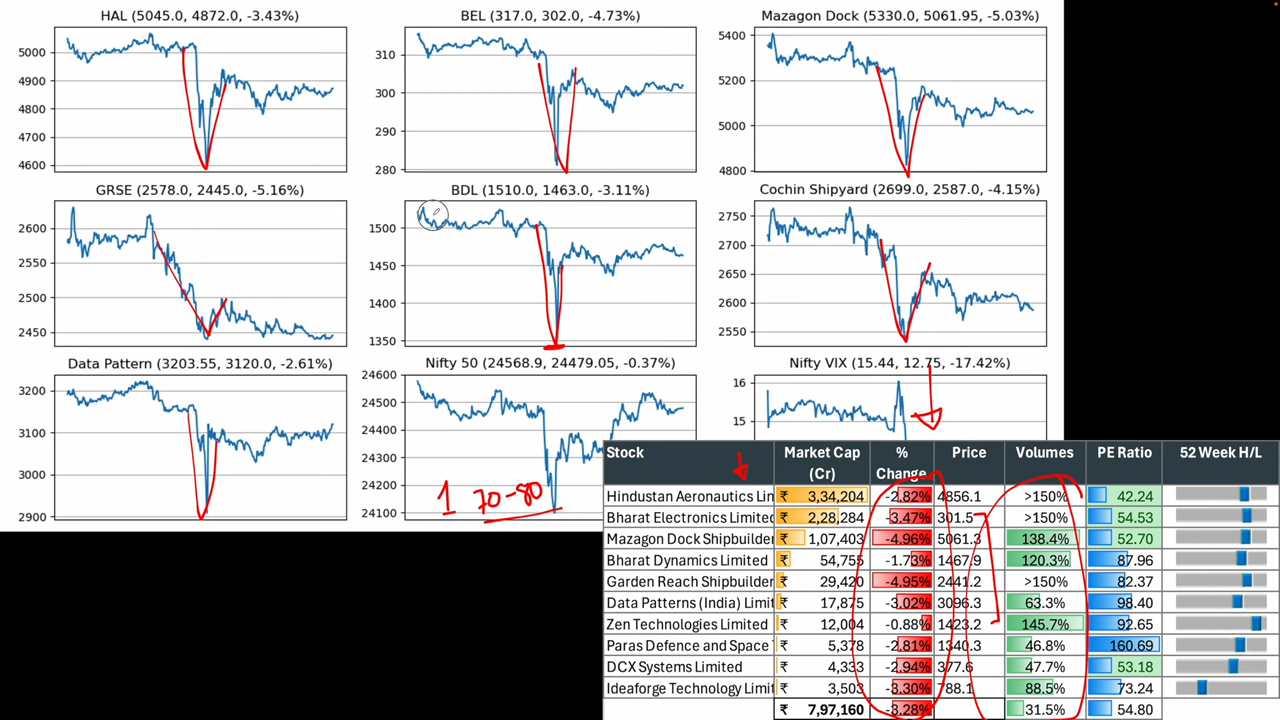 HAL (5045.0, 4872.0, -3.43%)
5000
4900
4800
4700
4600
BEL (317.0, 302.0, -4.73%)
310
300
290
280
Mazagon Dock (5330.0, 5061.95, -5.03%)
5400
5200
5000
4800
GRSE (2578.0, 2445.0, -5.16%)
2600
2550
2500
2450
BDL (1510.0, 1463.0, -3.11%)
1500
1450
1400
1350
Cochin Shipyard (2699.0, 2587.0, -4.15%)
2750
2700
2650
2600
2550
Data Pattern (3203.55, 3120.0, -2.61%)
3200
3100
3000
2900
Nifty 50 (24568.9, 24479.05, -0.37%)
24600
24500
24400
24300
24200
24100
1 70-80
Nifty VIX (15.44, 12.75, -17.42%)
16
15
Stock Market Cap (Cr) % Change Price Volumes PE Ratio 52 Week H/L
Hindustan Aeronautics Lin ₹ 3,34,204 -2.82% 4856.1 >150% 42.24
Bharat Electronics Limited ₹ 2,28,284 -3.47% 301.5 >150% 54.53
Mazagon Dock Shipbuilder ₹ 1,07,403 -4.96% 5061.3 138.4% 52.70
Bharat Dynamics Limited ₹ 54,755 -1.73% 1467.9 120.3% 87.96
Garden Reach Shipbuilder ₹ 29,420 -4.95% 2441.2 >150% 82.37
Data Patterns (India) Limit ₹ 17,875 -3.02% 3096.3 63.3% 98.40
Zen Technologies Limited ₹ 12,004 -0.88% 1423.2 145.7% 92.65
Paras Defence and Space ₹ 5,378 -2.81% 1340.3 46.8% 160.69
DCX Systems Limited ₹ 4,333 -2.94% 377.6 47.7% 53.18
Ideaforge Technology Limit ₹ 3,503 -3.30% 788.1 88.5% 73.24
₹ 7,97,160 -3.28% 31.5% 54.80